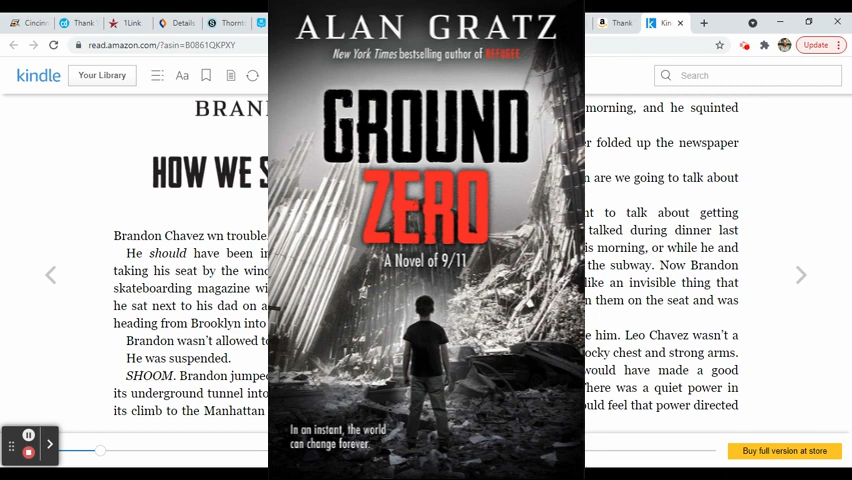 Cincinn
Thank
1Link
Details
Thornt
Thank
Kin
read.amazon.com/?asin=B0861QKPXY
Update
kindle
Your Library
Aa
Search
ALAN GRATZ
New York Times bestselling author of REFUGEE
GROUND
ZERO
A Novel of 9/11
In an instant, the world
can change forever.
BRAN
HOW WE S
Brandon Chavez wn trouble
He should have been in
taking his seat by the wind
skateboarding magazine wi
he sat next to his dad on a
heading from Brooklyn into
Brandon wasn't allowed to
He was suspended.
SHOOM. Brandon jumped
its underground tunnel into
its climb to the Manhattan
morning, and he squinted
r folded up the newspaper
n are we going to talk about
nt to talk about getting
talked during dinner last
is morning, or while he and
the subway. Now Brandon
like an invisible thing that
n them on the seat and was
e him. Leo Chavez wasn't a
ocky chest and strong arms.
would have made a good
There was a quiet power in
ould feel that power directed
Buy full version at store